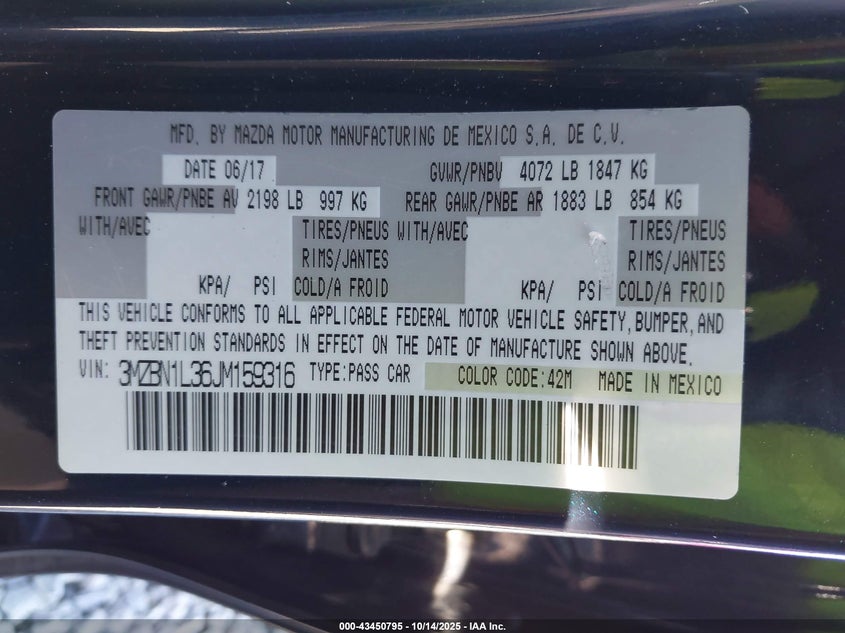 MFD. BY MAZDA MOTOR MANUFACTURING DE MEXICO S.A. DE C.V.
DATE 06/17 GVWR/PNBV 4072 LB 1847 KG
FRONT GAWR/PNBE AV 2198 LB 997 KG REAR GAWR/PNBE AR 1883 LB 854 KG
WITH/AVEC TIRES/PNEUS WITH/AVEC TIRES/PNEUS
RIMS/JANTES RIMS/JANTES
KPA/ PSI COLD/A FROID KPA/ PSI COLD/A FROID
THIS VEHICLE CONFORMS TO ALL APPLICABLE FEDERAL MOTOR VEHICLE SAFETY, BUMPER, AND
THEFT PREVENTION STANDARDS IN EFFECT ON THE DATE OF MANUFACTURE SHOWN ABOVE.
VIN: 3MZBN1L36JM159316 TYPE:PASS CAR COLOR CODE:42M MADE IN MEXICO
000-43450795 - 10/14/2025 - IAA Inc.